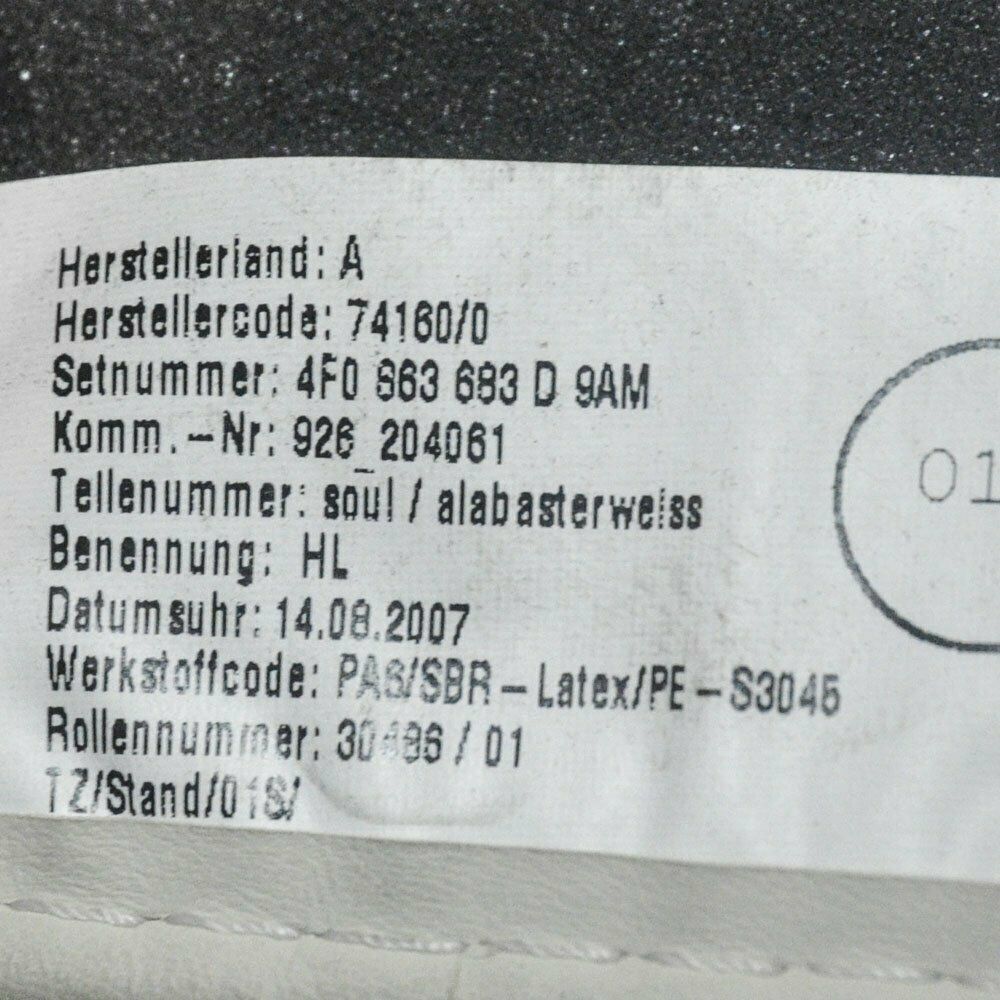 Herstellerland: A
Herstellercode: 74160/0
Setnummer: 4F0 863 683 D 9AM
Komm.-Nr: 926_204061
Teilenummer: soul / alabasterweiss
Benennung: HL
Datumsuhr: 14.08.2007
Werkstoffcode: PA6/SBR - Latex/PE - S3045
Rollennummer: / 01
TZ/Stand/
01